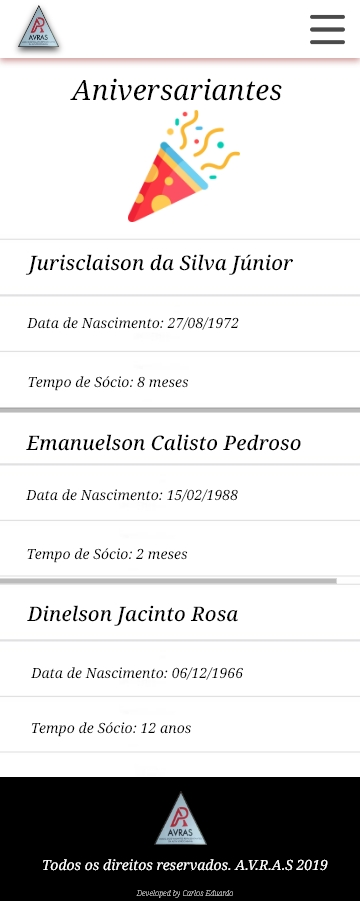 AVRAS
Aniversariantes
Jurisclaison da Silva Júnior
Data de Nascimento: 27/08/1972
Tempo de Sócio: 8 meses
Emanuelson Calisto Pedroso
Data de Nascimento: 15/02/1988
Tempo de Sócio: 2 meses
Dinelson Jacinto Rosa
Data de Nascimento: 06/12/1966
Tempo de Sócio: 12 anos
AVRAS
Todos os direitos reservados. A.V.R.A.S 2019
Developed by Carlos Eduardo